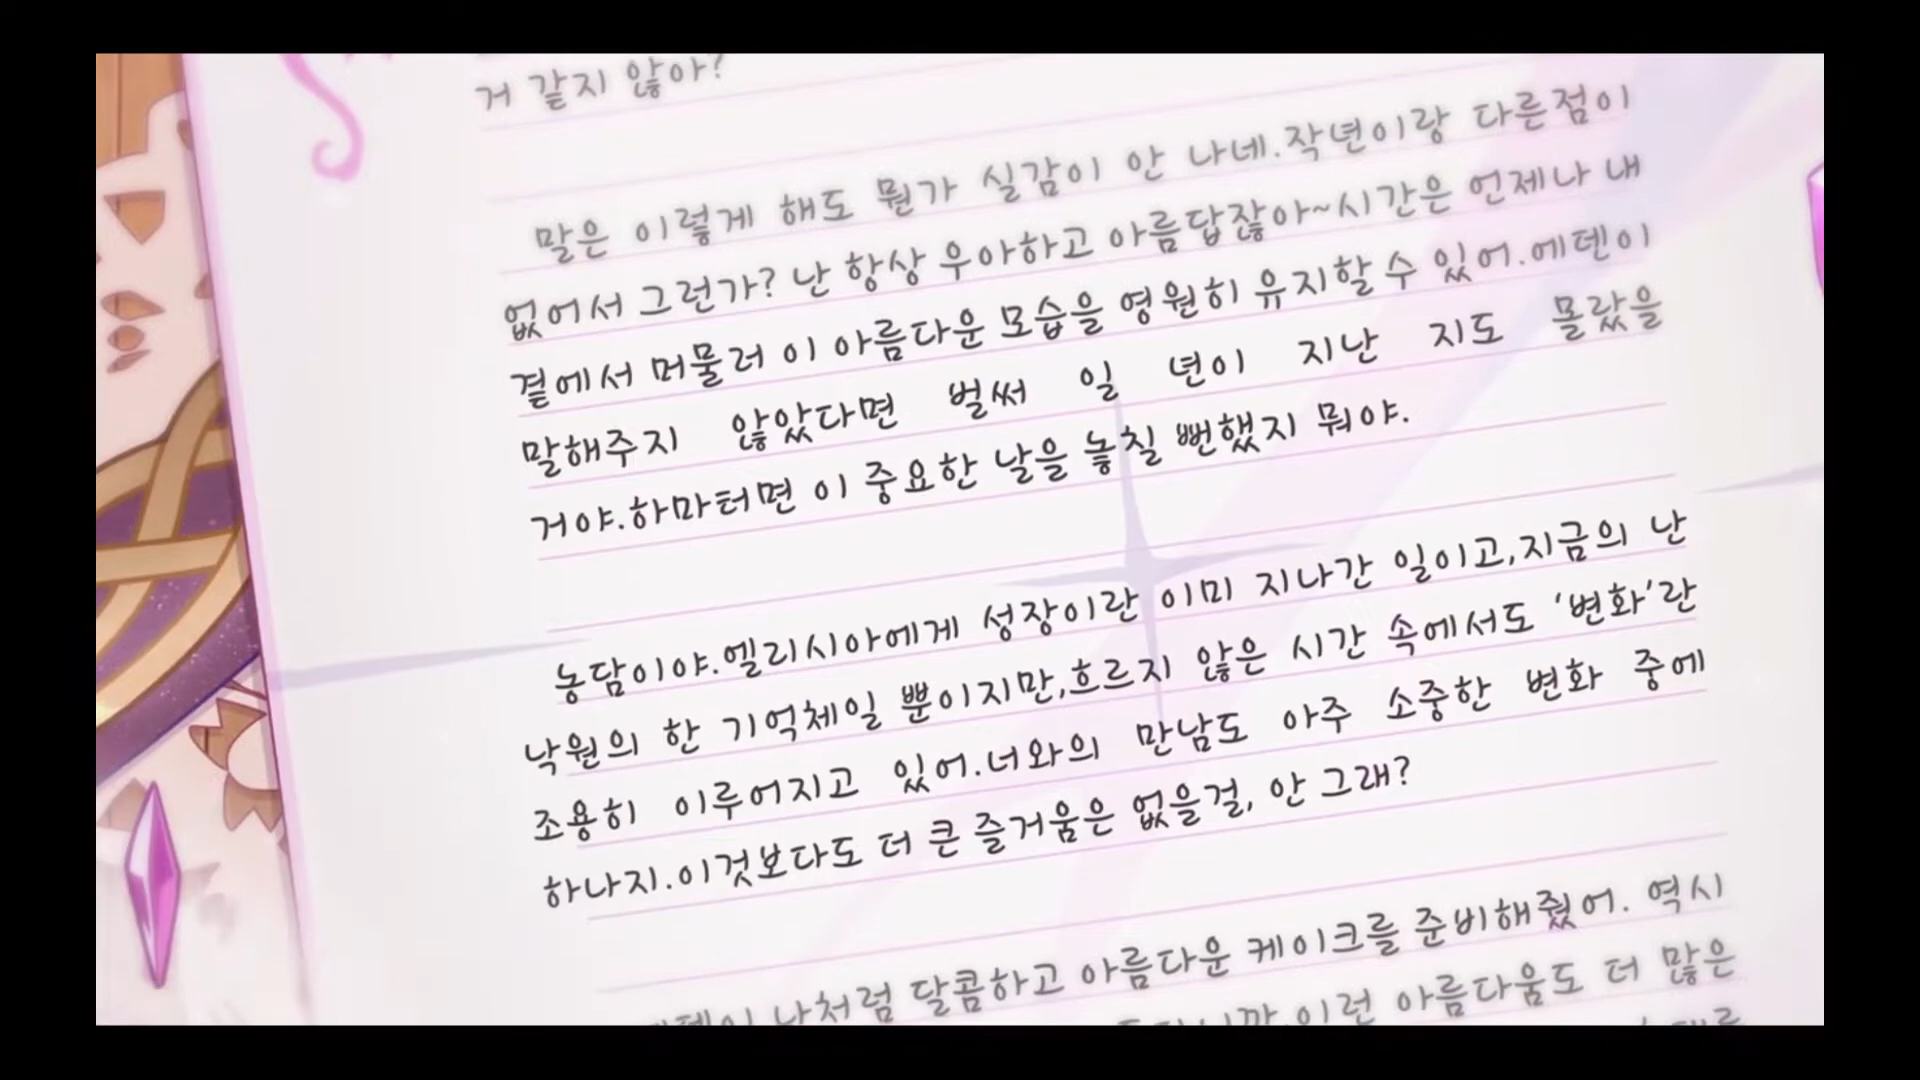 거 같지 않아?
말은 이렇게 해도 뭔가 실감이 안 나네.작년이랑 다른점이
없어서 그런가? 난 항상 우아하고 아름답잖아~시간은 언제나 내
곁에서 머물러 이 아름다운 모습을 영원히 유지할 수 있어.에덴이
말해주지 않았다면 벌써 일 년이 지난 지도 몰랐을
거야.하마터면 이 중요한 날을 놓칠 뻔했지 뭐야.
농담이야.엘리시아에게 성장이란 이미 지나간 일이고,지금의 난
낙원의 한 기억체일 뿐이지만,흐르지 않은 시간 속에서도 '변화'란
조용히 이루어지고 있어.너와의 만남도 아주 소중한 변화 중에
하나지.이것보다도 더 큰 즐거움은 없을걸, 안 그래?
나처럼 달콤하고 아름다운 케이크를 준비해줬어. 역시
이런 아름다움도 더 많은